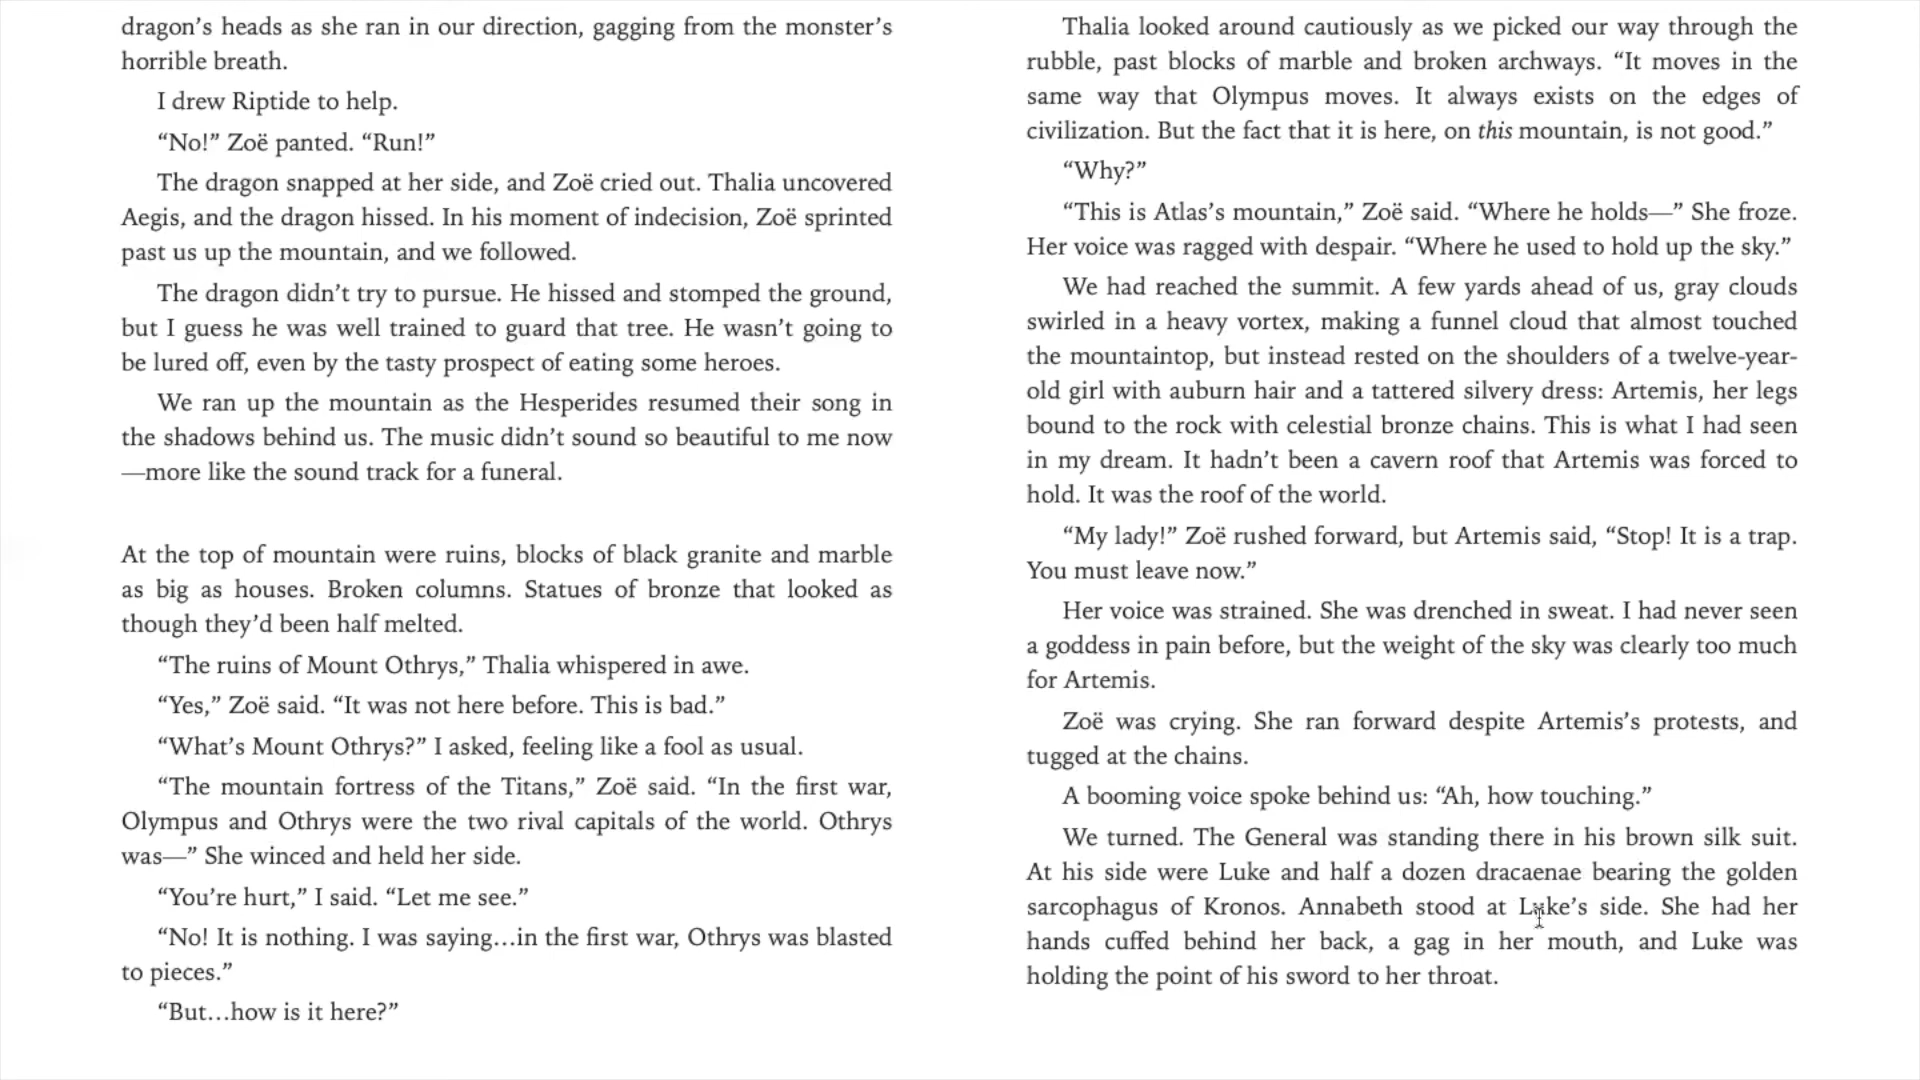 dragon’s heads as she ran in our direction, gagging from the monster’s
horrible breath.
I drew Riptide to help.
“No!” Zoë panted. “Run!”
The dragon snapped at her side, and Zoë cried out. Thalia uncovered
Aegis, and the dragon hissed. In his moment of indecision, Zoë sprinted
past us up the mountain, and we followed.
The dragon didn’t try to pursue. He hissed and stomped the ground,
but I guess he was well trained to guard that tree. He wasn’t going to
be lured off, even by the tasty prospect of eating some heroes.
We ran up the mountain as the Hesperides resumed their song in
the shadows behind us. The music didn’t sound so beautiful to me now
—more like the sound track for a funeral.
At the top of mountain were ruins, blocks of black granite and marble
as big as houses. Broken columns. Statues of bronze that looked as
though they’d been half melted.
“The ruins of Mount Othrys,” Thalia whispered in awe.
“Yes,” Zoë said. “It was not here before. This is bad.”
“What’s Mount Othrys?” I asked, feeling like a fool as usual.
“The mountain fortress of the Titans,” Zoë said. “In the first war,
Olympus and Othrys were the two rival capitals of the world. Othrys
was—” She winced and held her side.
“You’re hurt,” I said. “Let me see.”
“No! It is nothing. I was saying…in the first war, Othrys was blasted
to pieces.”
“But…how is it here?”
Thalia looked around cautiously as we picked our way through the
rubble, past blocks of marble and broken archways. “It moves in the
same way that Olympus moves. It always exists on the edges of
civilization. But the fact that it is here, on this mountain, is not good.”
“Why?”
“This is Atlas’s mountain,” Zoë said. “Where he holds—” She froze.
Her voice was ragged with despair. “Where he used to hold up the sky.”
We had reached the summit. A few yards ahead of us, gray clouds
swirled in a heavy vortex, making a funnel cloud that almost touched
the mountaintop, but instead rested on the shoulders of a twelve-year-
old girl with auburn hair and a tattered silvery dress: Artemis, her legs
bound to the rock with celestial bronze chains. This is what I had seen
in my dream. It hadn’t been a cavern roof that Artemis was forced to
hold. It was the roof of the world.
“My lady!” Zoë rushed forward, but Artemis said, “Stop! It is a trap.
You must leave now.”
Her voice was strained. She was drenched in sweat. I had never seen
a goddess in pain before, but the weight of the sky was clearly too much
for Artemis.
Zoë was crying. She ran forward despite Artemis’s protests, and
tugged at the chains.
A booming voice spoke behind us: “Ah, how touching.”
We turned. The General was standing there in his brown silk suit.
At his side were Luke and half a dozen dracaenae bearing the golden
sarcophagus of Kronos. Annabeth stood at Luke’s side. She had her
hands cuffed behind her back, a gag in her mouth, and Luke was
holding the point of his sword to her throat.